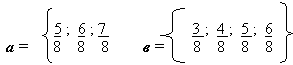 а = { 5/8 ; 6/8 ; 7/8 в = { 3/8 ; 4/8 ; 5/8 ; 6/8 }